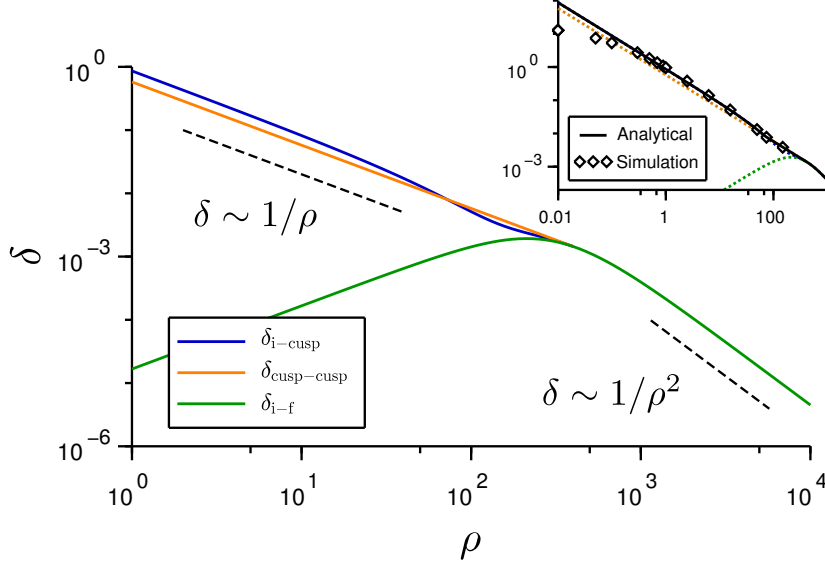 10^0
10^-3
10^-6
δ
10^0
10^1
10^2
10^3
10^4
ρ
δ ∼ 1/ρ
δ ∼ 1/ρ^2
δ_i−cusp
δ_cusp−cusp
δ_i−f
10^0
10^-3
0.01
1
100
Analytical
Simulation